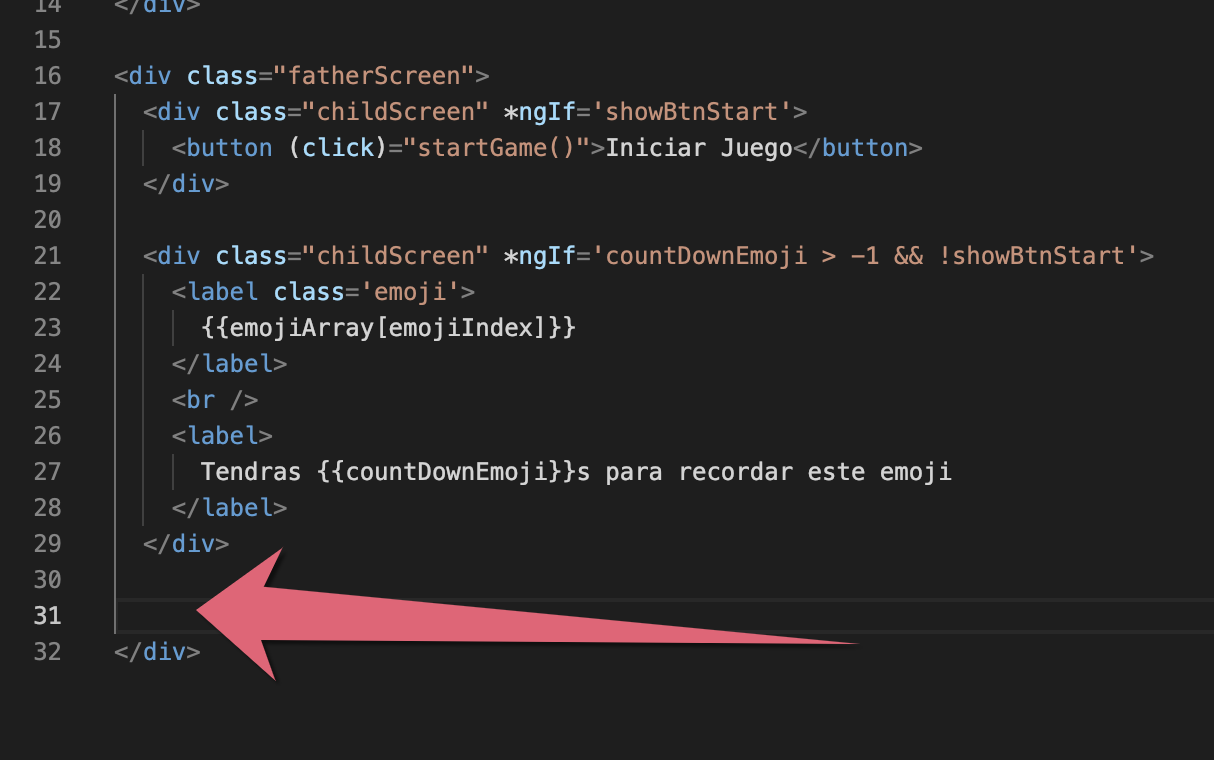 14 </div>
15
16 <div class="fatherScreen">
17 <div class="childScreen" *ngIf='showBtnStart'>
18 <button (click)="startGame()">Iniciar Juego</button>
19 </div>
20
21 <div class="childScreen" *ngIf='countDownEmoji > -1 && !showBtnStart'>
22 <label class='emoji'>
23 {{emojiArray[emojiIndex]}}
24 </label>
25 <br />
26 <label>
27 Tendras {{countDownEmoji}}s para recordar este emoji
28 </label>
29 </div>
30
31
32 </div>